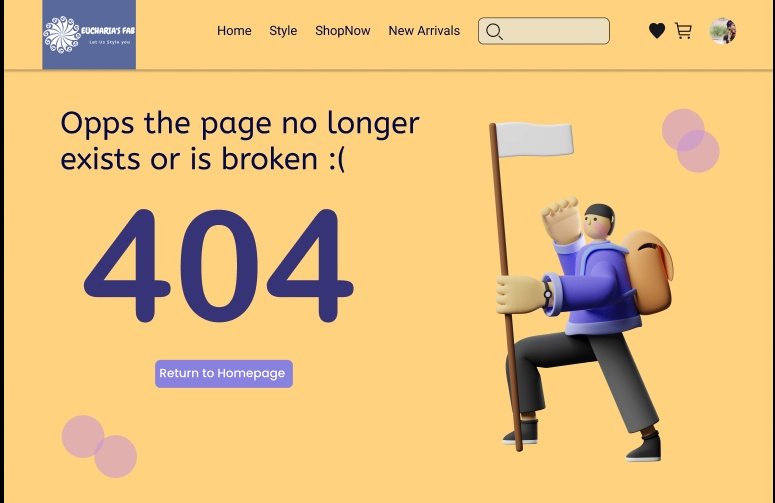 EUCHARIA'S FAB
Let Us Style you
Home Style ShopNow New Arrivals
Opps the page no longer
exists or is broken :(
404
Return to Homepage